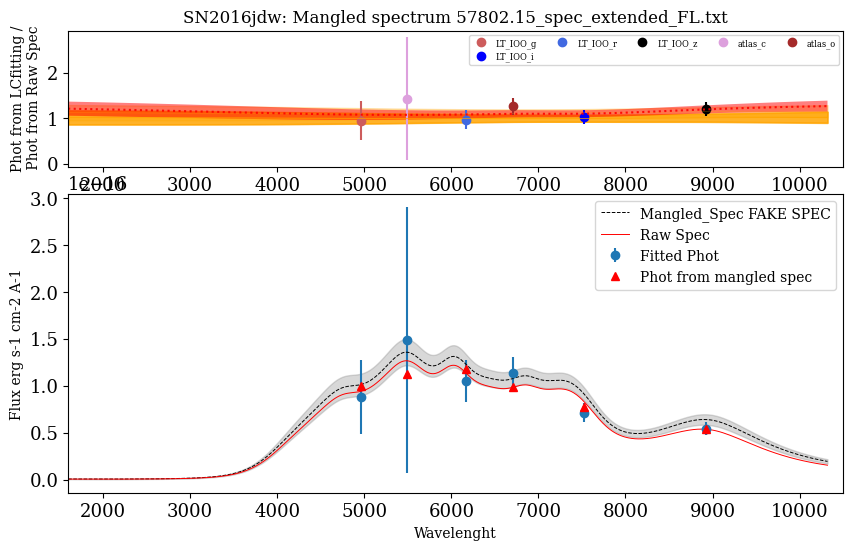 SN2016jdw: Mangled spectrum 57802.15_spec_extended_FL.txt
Phot from LCfitting /
Phot from Raw Spec
2
1
0
LT_IOO_g LT_IOO_r LT_IOO_z atlas_c atlas_o
LT_IOO_i
2000 3000 4000 5000 6000 7000 8000 9000 10000
1e−16
Flux erg s-1 cm-2 A-1
3.0
2.5
2.0
1.5
1.0
0.5
0.0
Mangled_Spec FAKE SPEC
Raw Spec
Fitted Phot
Phot from mangled spec
2000 3000 4000 5000 6000 7000 8000 9000 10000
Wavelenght